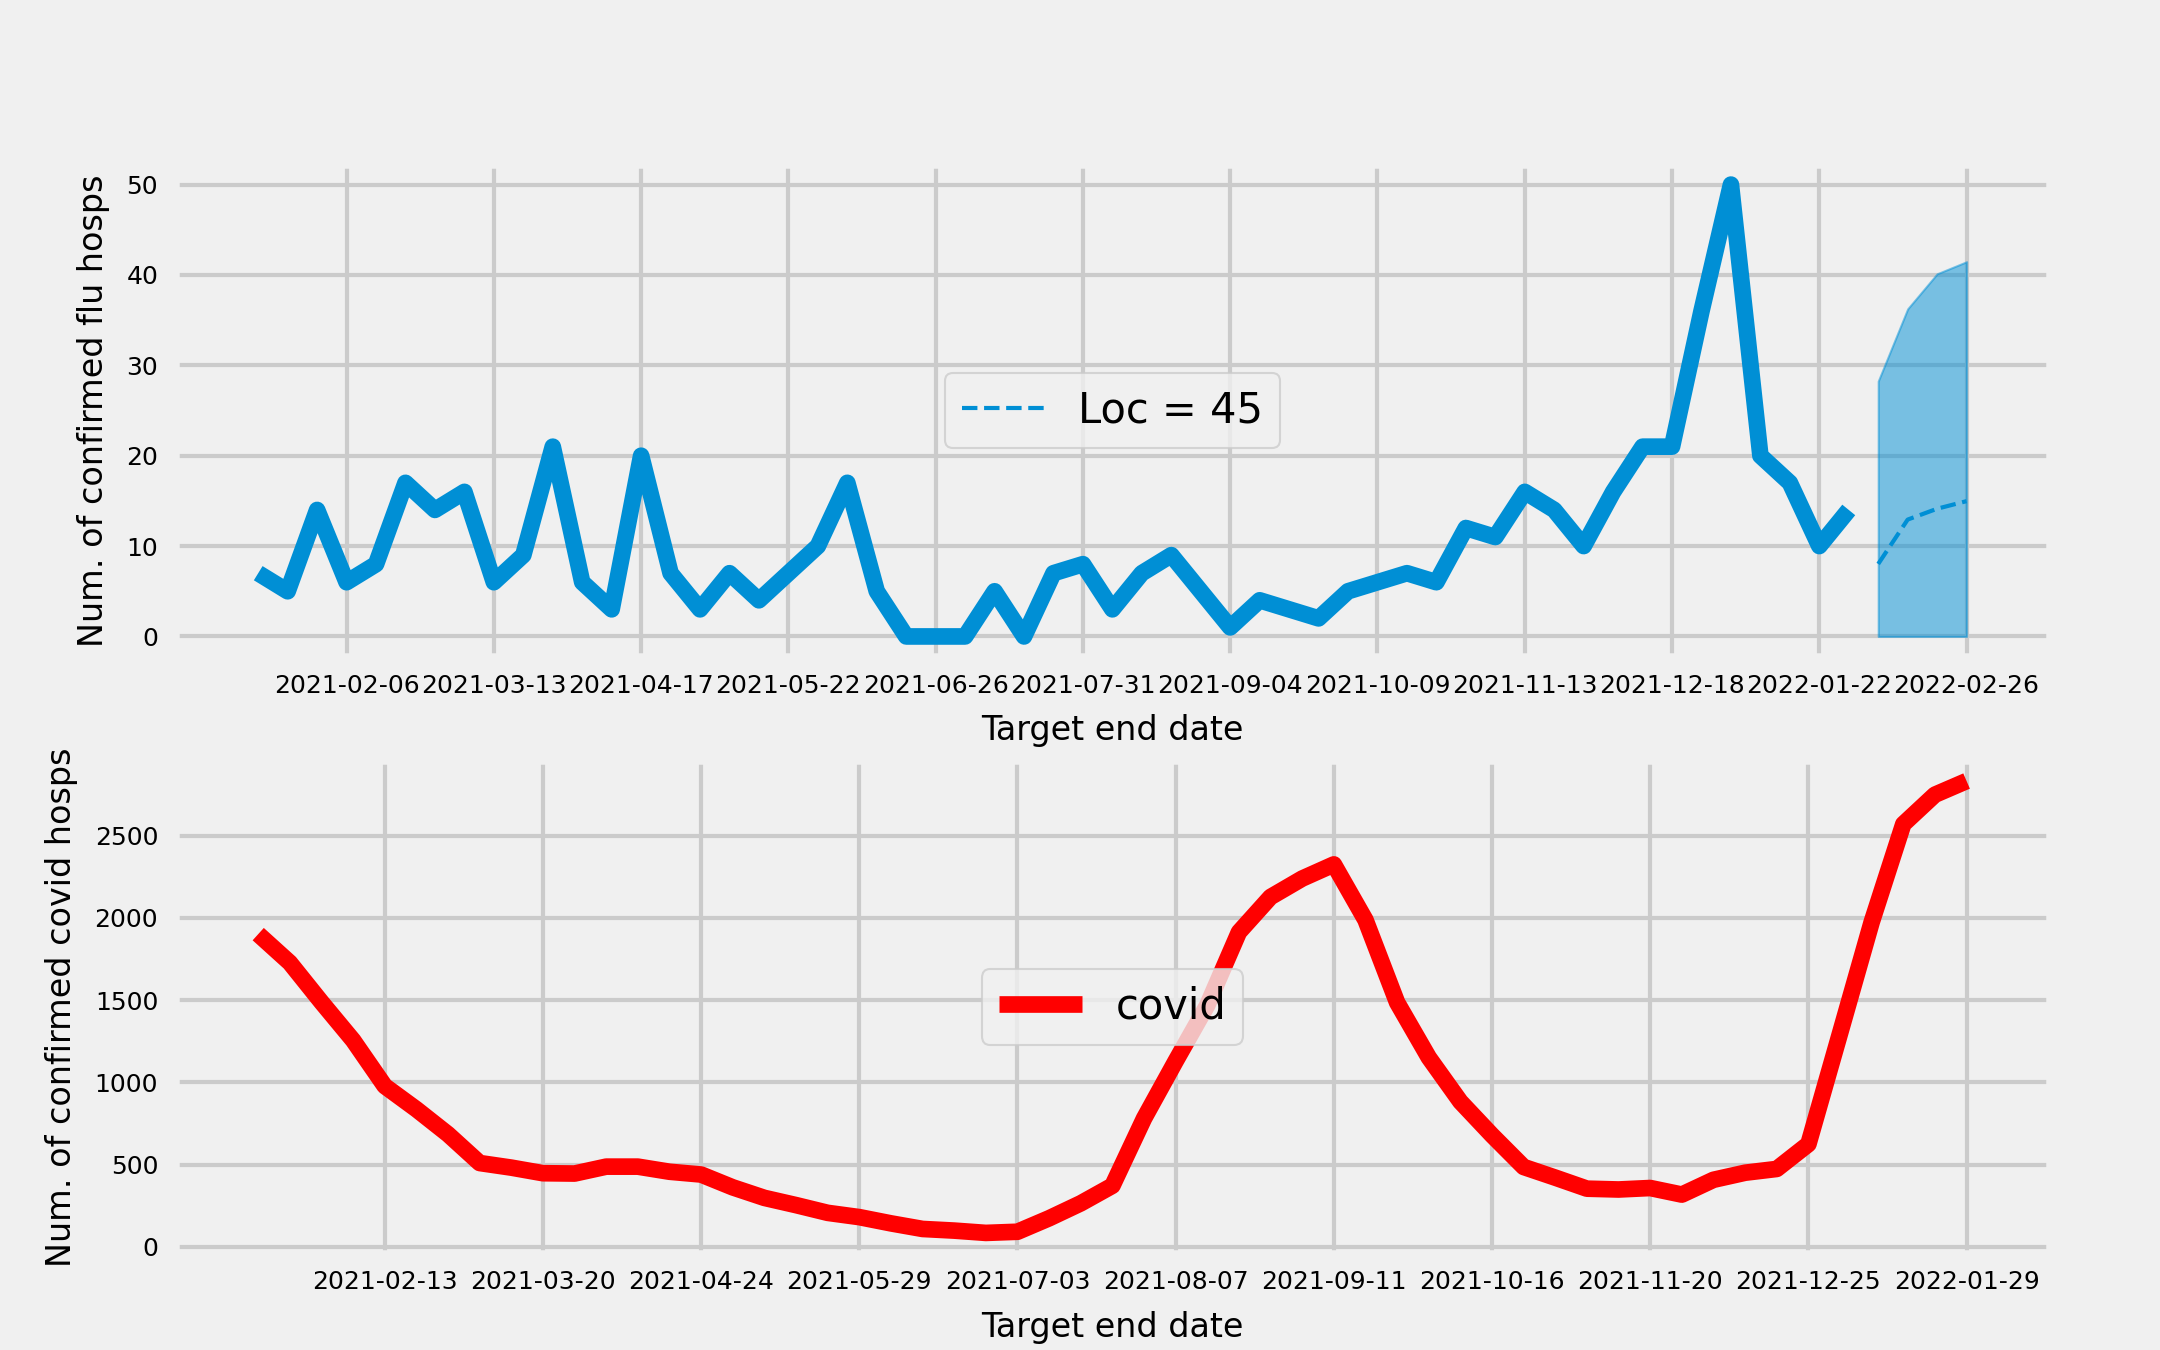 Num. of confirmed flu hosps
50
40
30
20
10
0
Loc = 45
2021-02-06 2021-03-13 2021-04-17 2021-05-22 2021-06-26 2021-07-31 2021-09-04 2021-10-09 2021-11-13 2021-12-18 2022-01-22 2022-02-26
Target end date
Num. of confirmed covid hosps
2500
2000
1500
1000
500
0
covid
2021-02-13 2021-03-20 2021-04-24 2021-05-29 2021-07-03 2021-08-07 2021-09-11 2021-10-16 2021-11-20 2021-12-25 2022-01-29
Target end date